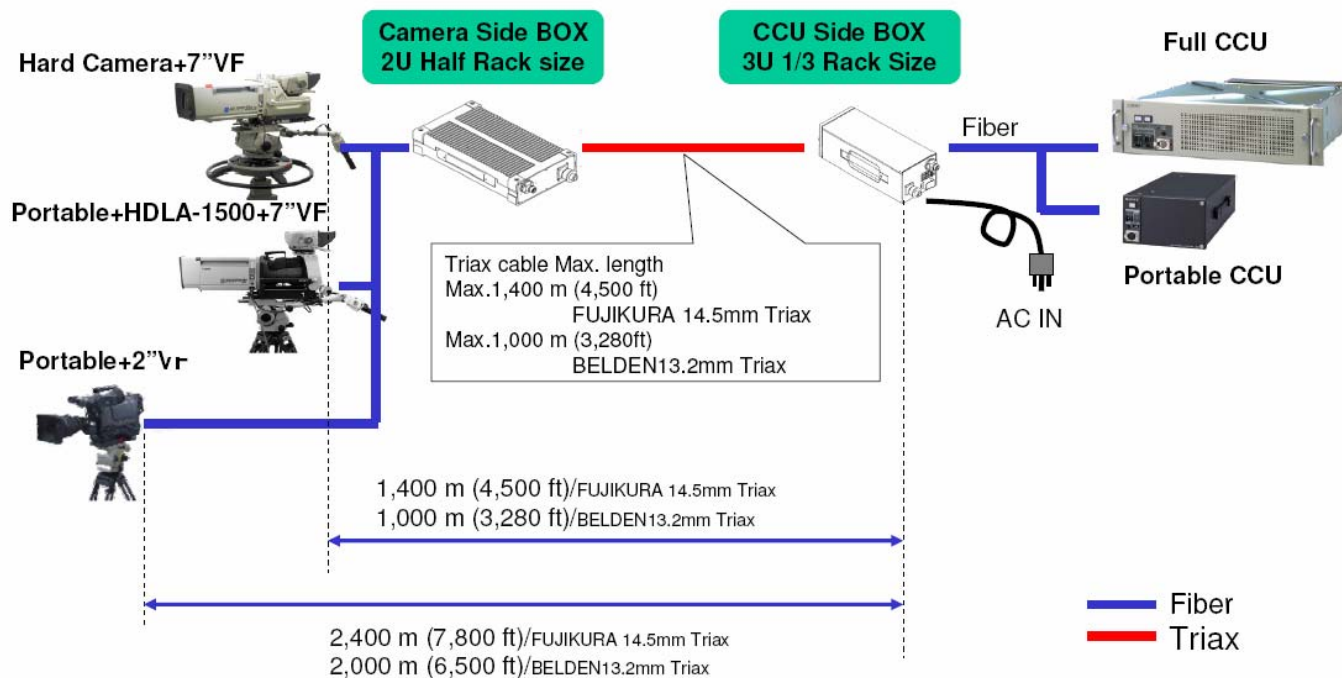 Camera Side BOX
2U Half Rack size
CCU Side BOX
3U 1/3 Rack Size
Full CCU
Hard Camera+7”VF
Fiber
Portable+HDLA-1500+7”VF
Triax cable Max. length
Max.1,400 m (4,500 ft)
FUJIKURA 14.5mm Triax
Max.1,000 m (3,280ft)
BELDEN13.2mm Triax
Portable CCU
AC IN
Portable+2”VF
1,400 m (4,500 ft)/FUJIKURA 14.5mm Triax
1,000 m (3,280 ft)/BELDEN13.2mm Triax
2,400 m (7,800 ft)/FUJIKURA 14.5mm Triax
2,000 m (6,500 ft)/BELDEN13.2mm Triax
Fiber
Triax